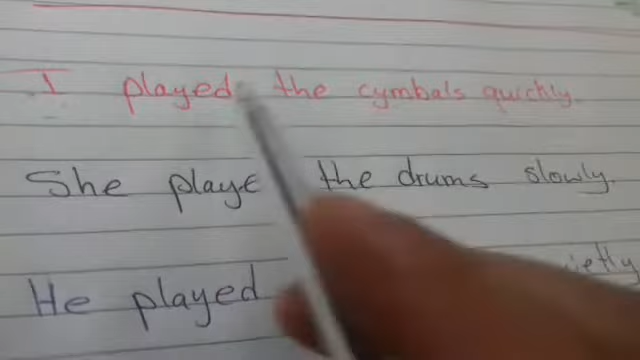 I played the cymbals quickly.
She playe the drums slowly.
He played